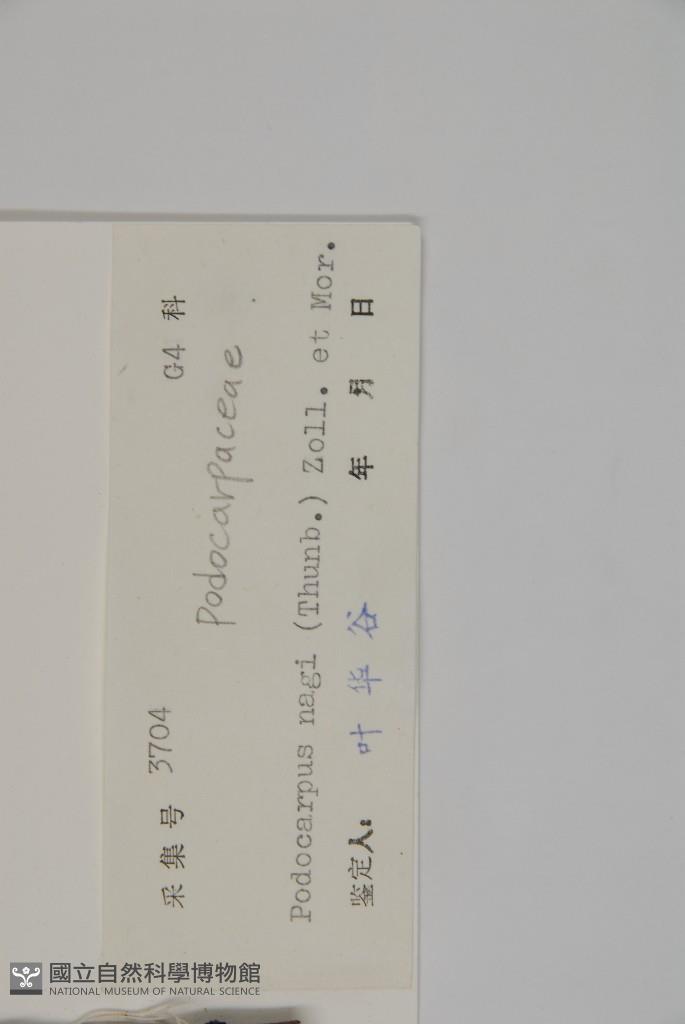 采集号 3704 G4 科
Podocarpaceae
Podocarpus nagi (Thunb.) Zoll. et Mor.
鉴定人: 叶华谷 年 月 日
國立自然科學博物館
NATIONAL MUSEUM OF NATURAL SCIENCE